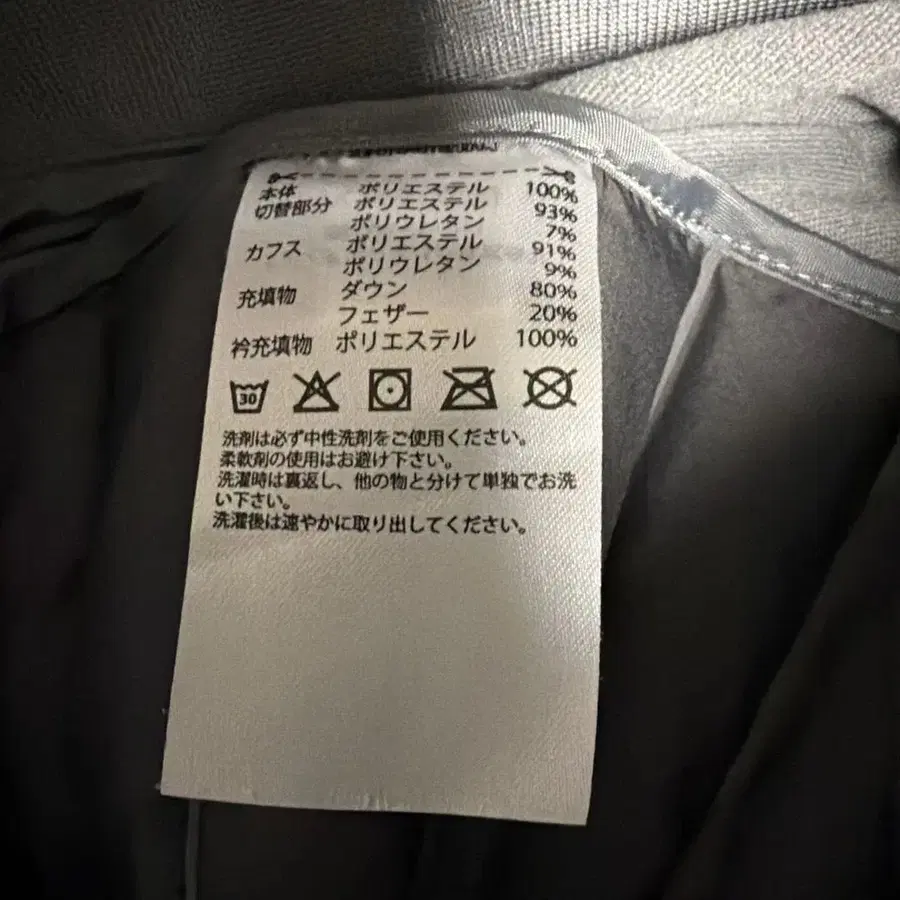 本体 ポリエステル 100%
切替部分 ポリエステル 93%
ポリウレタン 7%
カフス ポリエステル 91%
ポリウレタン 9%
充填物 ダウン 80%
フェザー 20%
衿充填物 ポリエステル 100%
30
洗剤は必ず中性洗剤をご使用ください。
柔軟剤の使用はお避け下さい。
洗濯時は裏返し、他の物と分けて単独でお洗
い下さい。
洗濯後は速やかに取り出してください。